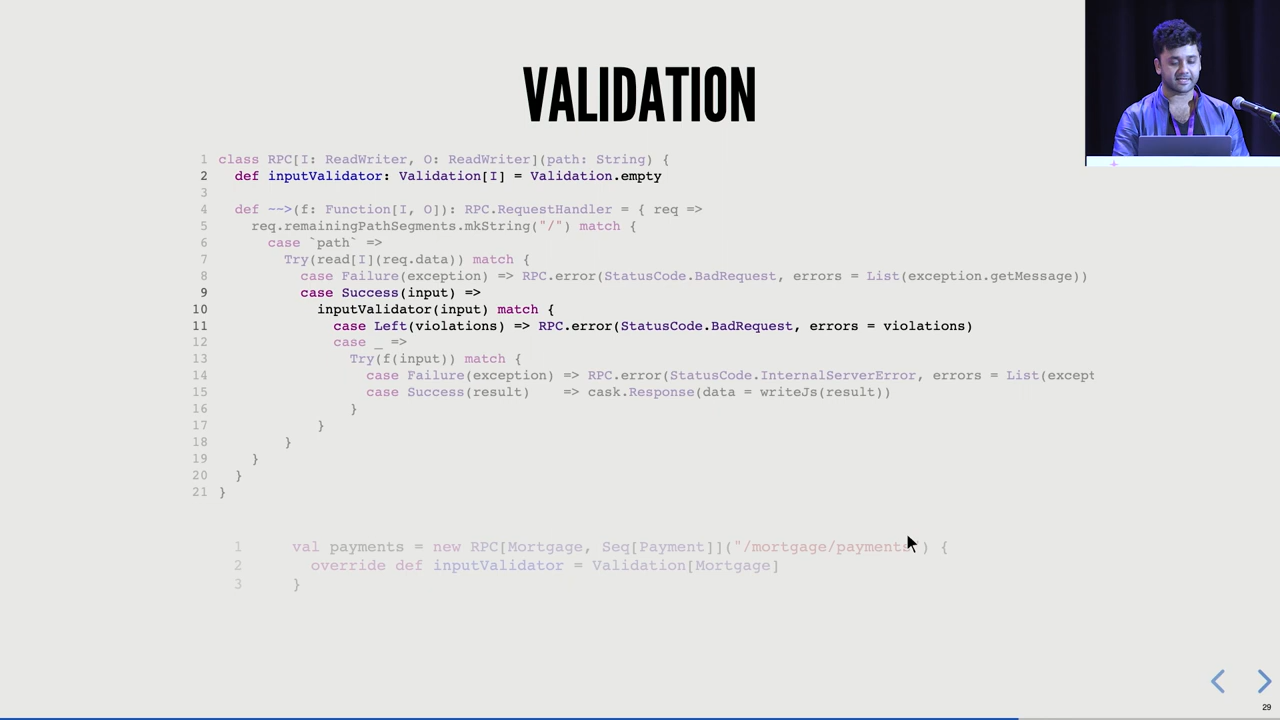 VALIDATION
1 class RPC[I: ReadWriter, O: ReadWriter](path: String) {
2   def inputValidator: Validation[I] = Validation.empty
3
4   def ~~>(f: Function[I, O]): RPC.RequestHandler = { req =>
5     req.remainingPathSegments.mkString("/") match {
6       case `path` =>
7         Try(read[I](req.data)) match {
8           case Failure(exception) => RPC.error(StatusCode.BadRequest, errors = List(exception.getMessage))
9           case Success(input) =>
10             inputValidator(input) match {
11               case Left(violations) => RPC.error(StatusCode.BadRequest, errors = violations)
12               case _ =>
13                 Try(f(input)) match {
14                   case Failure(exception) => RPC.error(StatusCode.InternalServerError, errors = List(except
15                   case Success(result)    => cask.Response(data = writeJs(result))
16                 }
17             }
18         }
19     }
20   }
21 }
1 val payments = new RPC[Mortgage, Seq[Payment]]("/mortgage/payments") {
2   override def inputValidator = Validation[Mortgage]
3 }
29